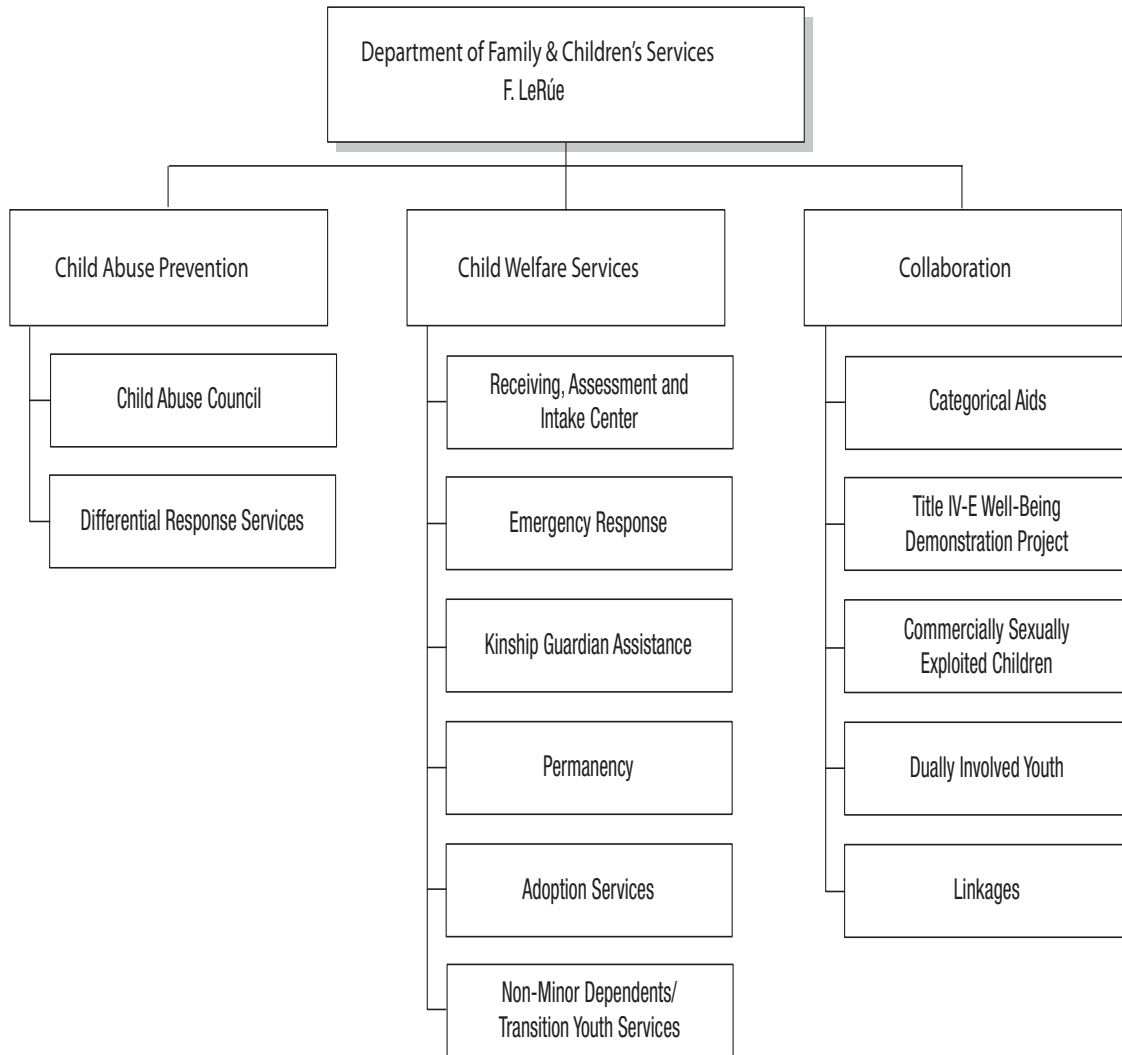 Department of Family & Children's Services
F. LeRúe
Child Abuse Prevention
Child Abuse Council
Differential Response Services
Child Welfare Services
Receiving, Assessment and
Intake Center
Emergency Response
Kinship Guardian Assistance
Permanency
Adoption Services
Non-Minor Dependents/
Transition Youth Services
Collaboration
Categorical Aids
Title IV-E Well-Being
Demonstration Project
Commercially Sexually
Exploited Children
Dually Involved Youth
Linkages